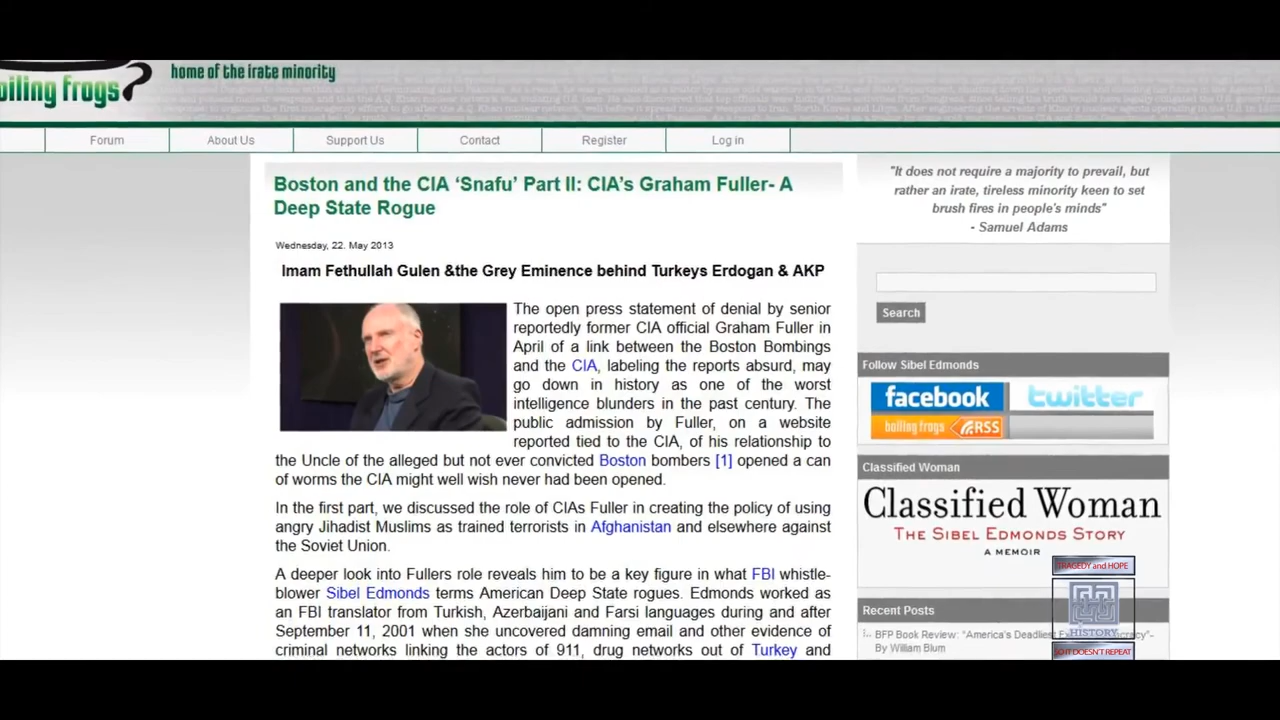 boiling frogs?
home of the irate minority
Forum
About Us
Support Us
Contact
Register
Log in
Boston and the CIA ‘Snafu’ Part II: CIA’s Graham Fuller- A
Deep State Rogue
Wednesday, 22. May 2013
Imam Fethullah Gulen &the Grey Eminence behind Turkeys Erdogan & AKP
The open press statement of denial by senior
reportedly former CIA official Graham Fuller in
April of a link between the Boston Bombings
and the CIA, labeling the reports absurd, may
go down in history as one of the worst
intelligence blunders in the past century. The
public admission by Fuller, on a website
reported tied to the CIA, of his relationship to
the Uncle of the alleged but not ever convicted Boston bombers [1] opened a can
of worms the CIA might well wish never had been opened.
In the first part, we discussed the role of CIAs Fuller in creating the policy of using
angry Jihadist Muslims as trained terrorists in Afghanistan and elsewhere against
the Soviet Union.
A deeper look into Fullers role reveals him to be a key figure in what FBI whistle-
blower Sibel Edmonds terms American Deep State rogues. Edmonds worked as
an FBI translator from Turkish, Azerbaijani and Farsi languages during and after
September 11, 2001 when she uncovered damning email and other evidence of
criminal networks linking the actors of 911, drug networks out of Turkey and
"It does not require a majority to prevail, but
rather an irate, tireless minority keen to set
brush fires in people's minds"
- Samuel Adams
Search
Follow Sibel Edmonds
facebook
twitter
boiling frogs RSS
Classified Woman
Classified Woman
The Sibel Edmonds Story
A Memoir
Recent Posts
BFP Book Review: “America's Deadliest
By William Blum
TRAGEDY and HOPE
HISTORY
DOESN'T REPEAT